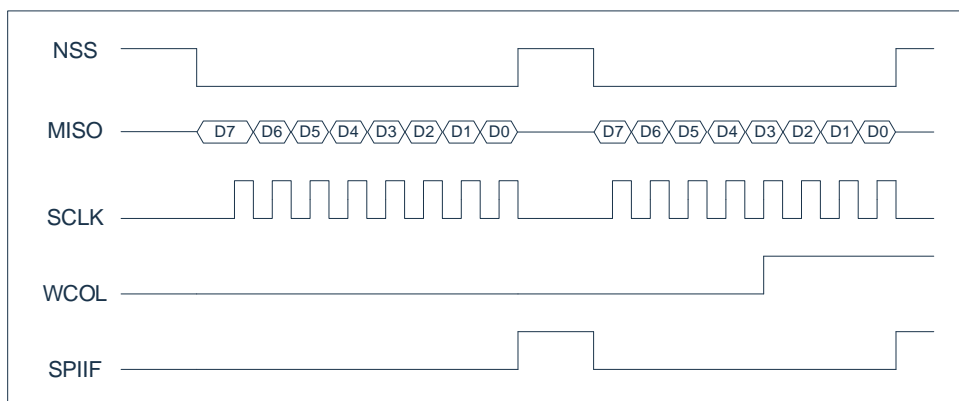 NSS
MISO D7 D6 D5 D4 D3 D2 D1 D0 D7 D6 D5 D4 D3 D2 D1 D0
SCLK
WCOL
SPIIF